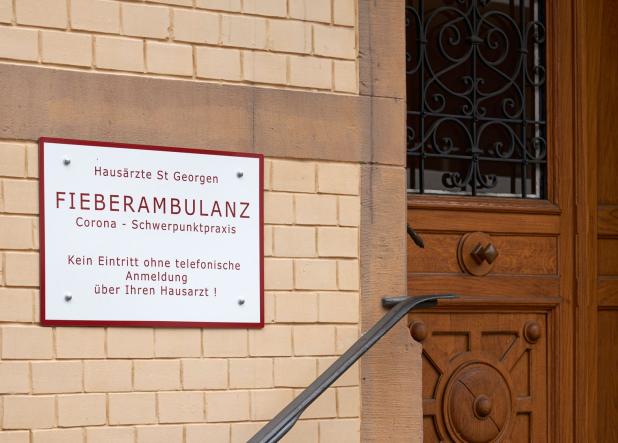 Hausärzte St Georgen
FIEBERAMBULANZ
Corona - Schwerpunktpraxis
Kein Eintritt ohne telefonische
Anmeldung
über Ihren Hausarzt !